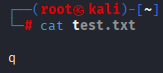 ┌──(root㉿kali)-[~]
└─# cat test.txt
q